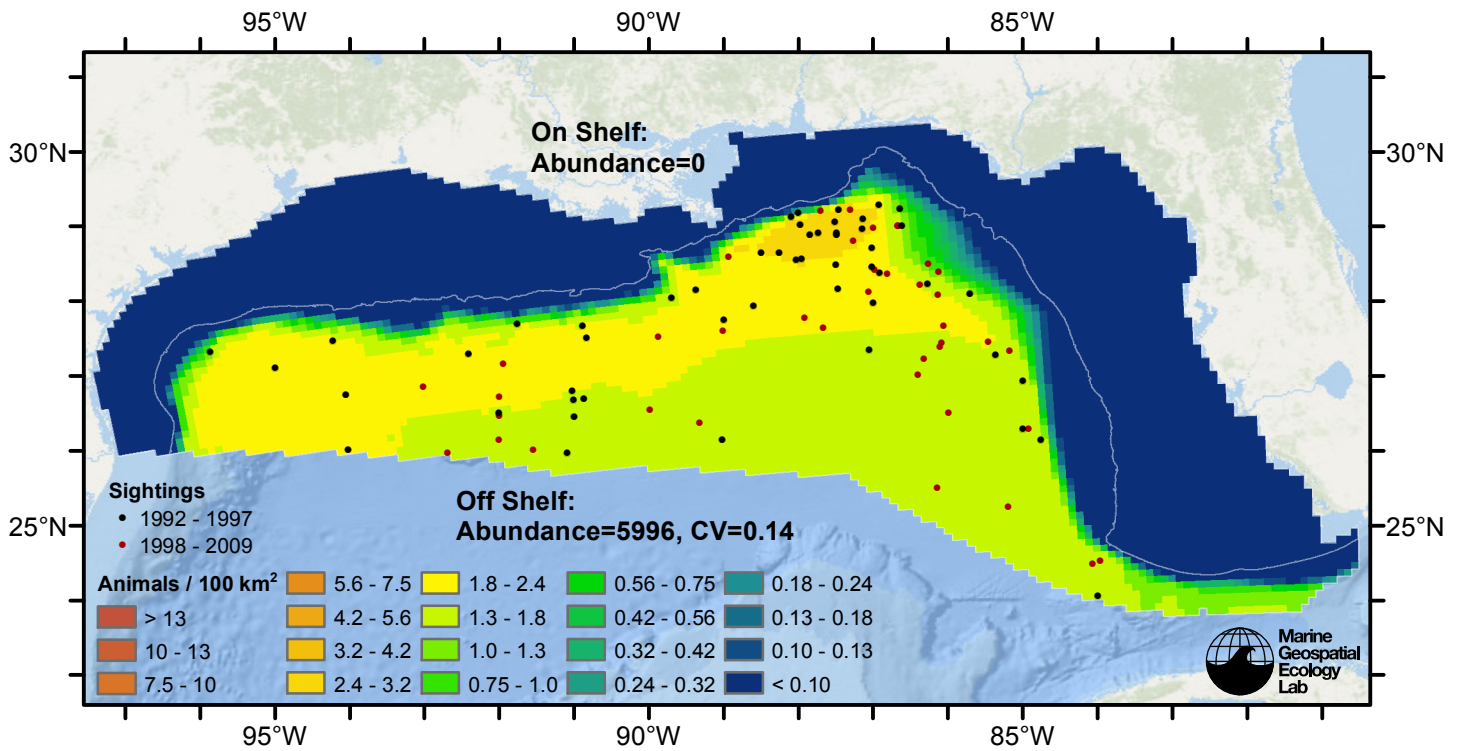 95°W 90°W 85°W
30°N 30°N
On Shelf:
Abundance=0
25°N 25°N
Off Shelf:
Abundance=5996, CV=0.14
Sightings
1992 - 1997
1998 - 2009
Animals / 100 km²
> 13
10 - 13
7.5 - 10
5.6 - 7.5
4.2 - 5.6
3.2 - 4.2
2.4 - 3.2
1.8 - 2.4
1.3 - 1.8
1.0 - 1.3
0.75 - 1.0
0.56 - 0.75
0.42 - 0.56
0.32 - 0.42
0.24 - 0.32
0.18 - 0.24
0.13 - 0.18
0.10 - 0.13
< 0.10
Marine
Geospatial
Ecology
Lab
95°W 90°W 85°W